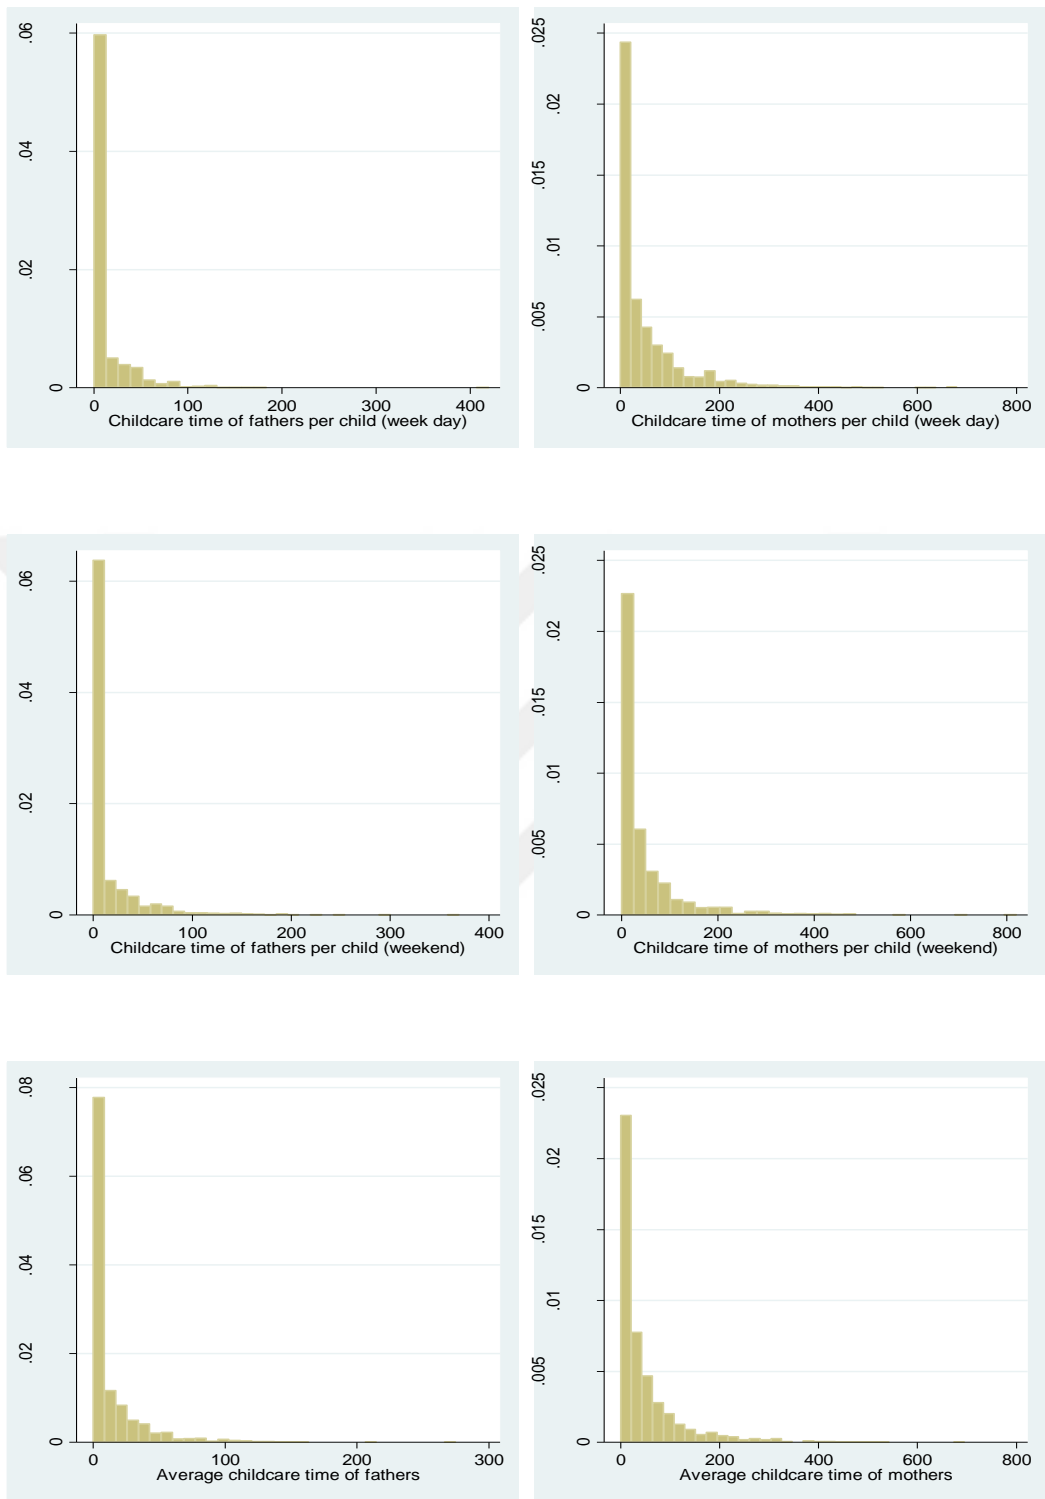 .06
.04
.02
0
0 100 200 300 400
Childcare time of fathers per child (week day)
.025
.02
.015
.01
.005
0
0 200 400 600 800
Childcare time of mothers per child (week day)
.06
.04
.02
0
0 100 200 300 400
Childcare time of fathers per child (weekend)
.025
.02
.015
.01
.005
0
0 200 400 600 800
Childcare time of mothers per child (weekend)
.08
.06
.04
.02
0
0 100 200 300
Average childcare time of fathers
.025
.02
.015
.01
.005
0
0 200 400 600 800
Average childcare time of mothers